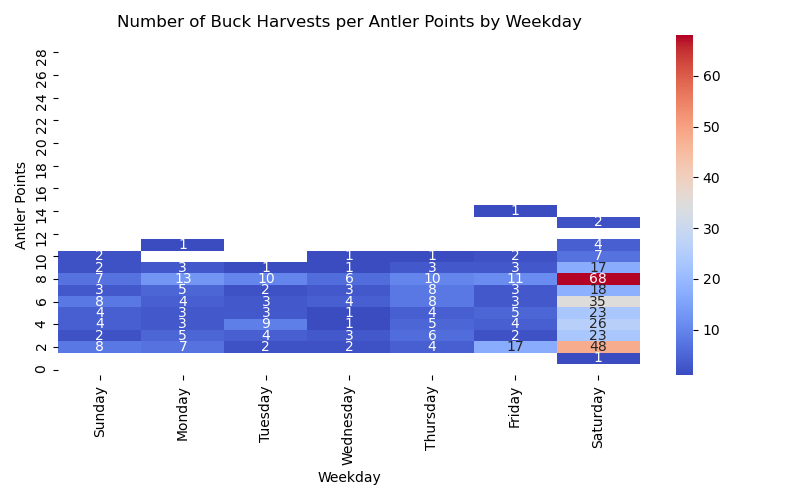 Number of Buck Harvests per Antler Points by Weekday
Antler Points
28
26
24
22
20
18
16
14
12
10
8
6
4
2
0
1
2
1 4
2 1 1 2 7
2 3 1 1 3 3 17
7 13 10 6 10 11 68
3 5 2 3 8 3 18
8 4 3 4 8 3 35
4 3 3 1 4 5 23
4 3 9 1 5 4 26
2 5 4 3 6 2 23
8 7 2 2 4 17 48
1
Sunday
Monday
Tuesday
Wednesday
Thursday
Friday
Saturday
Weekday
60
50
40
30
20
10